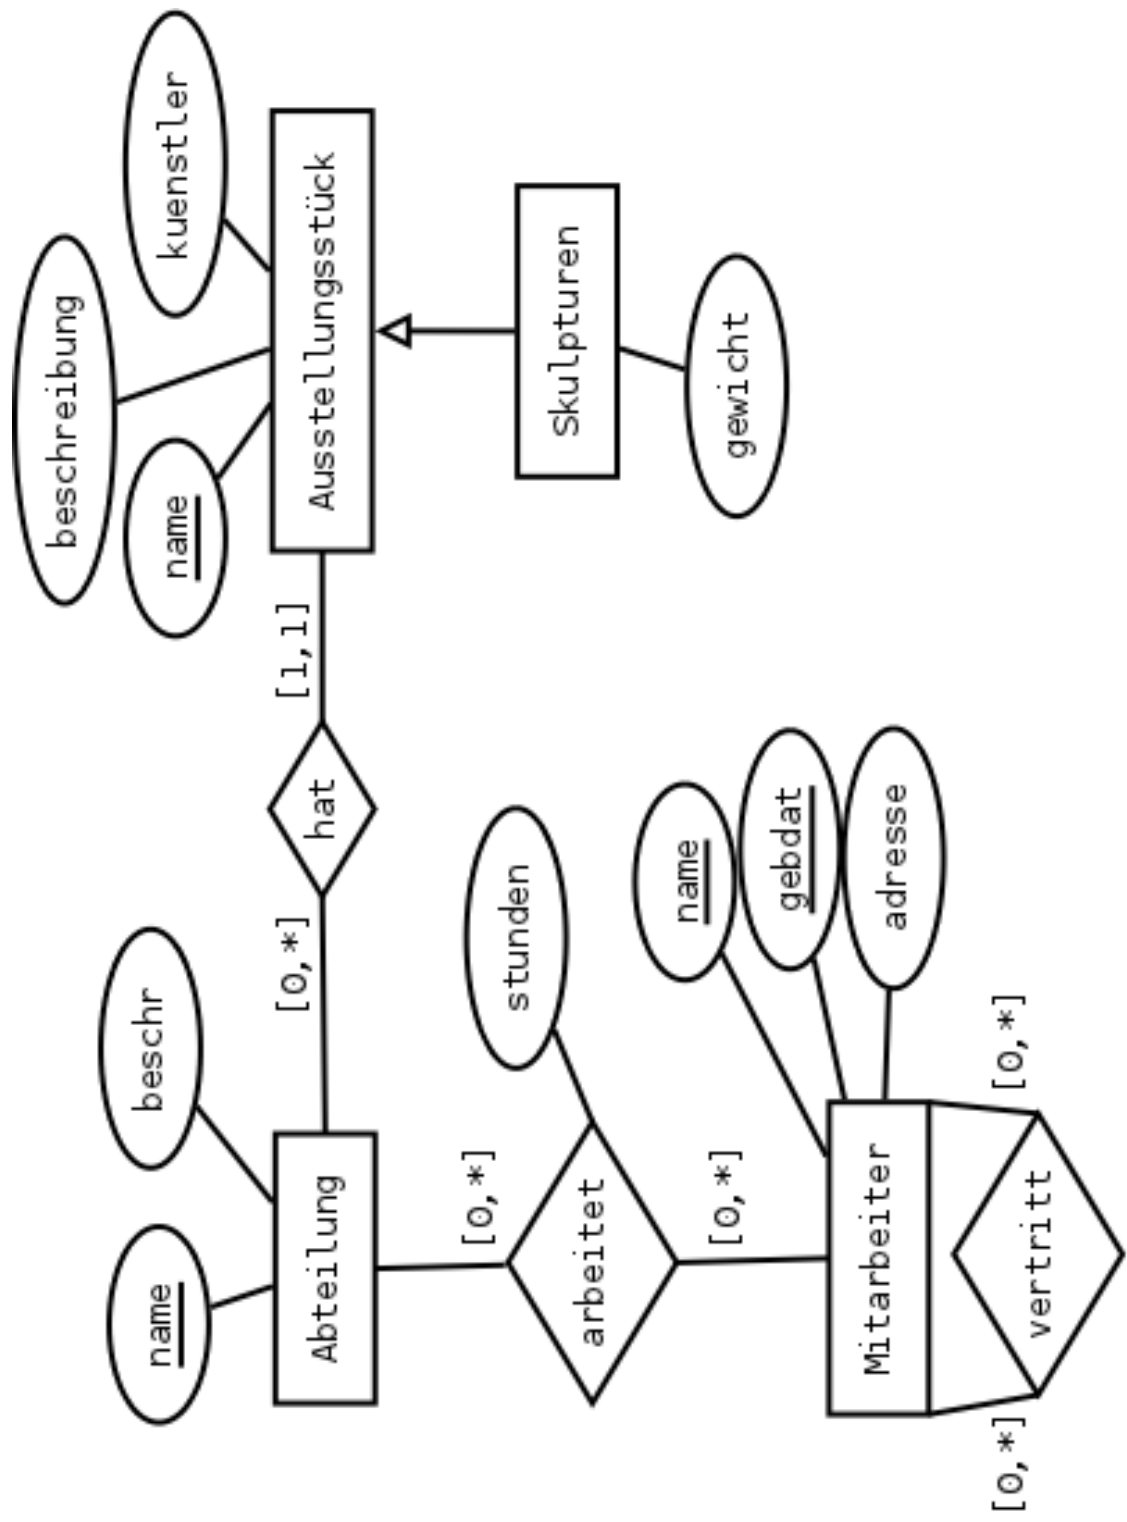 name
beschr
name
beschreibung
kuenstler
Abteilung
[0,*]
hat
[1,1]
Ausstellungsstück
[0,*]
stunden
Skulpturen
arbeitet
gewicht
[0,*]
name
gebdat
adresse
Mitarbeiter
[0,*]
vertritt
[0,*]